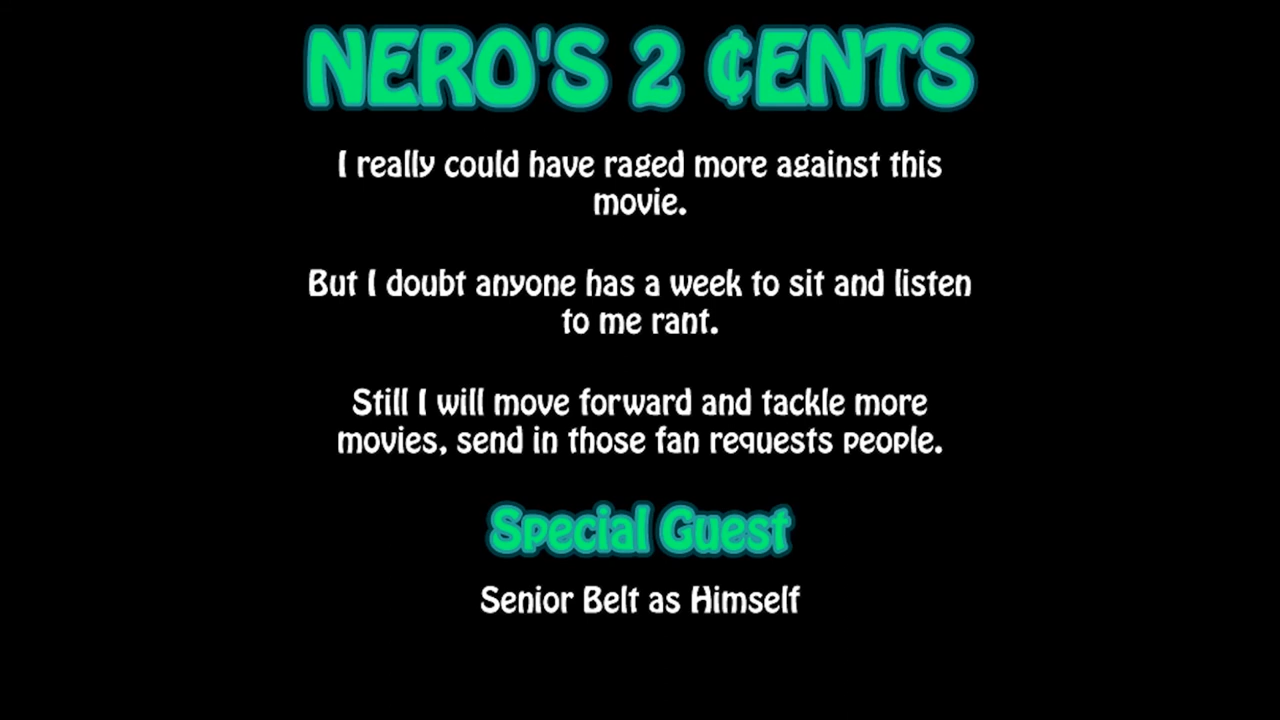 NERO'S 2 ¢ENTS
I really could have raged more against this
movie.
But I doubt anyone has a week to sit and listen
to me rant.
Still I will move forward and tackle more
movies, send in those fan requests people.
Special Guest
Senior Belt as Himself